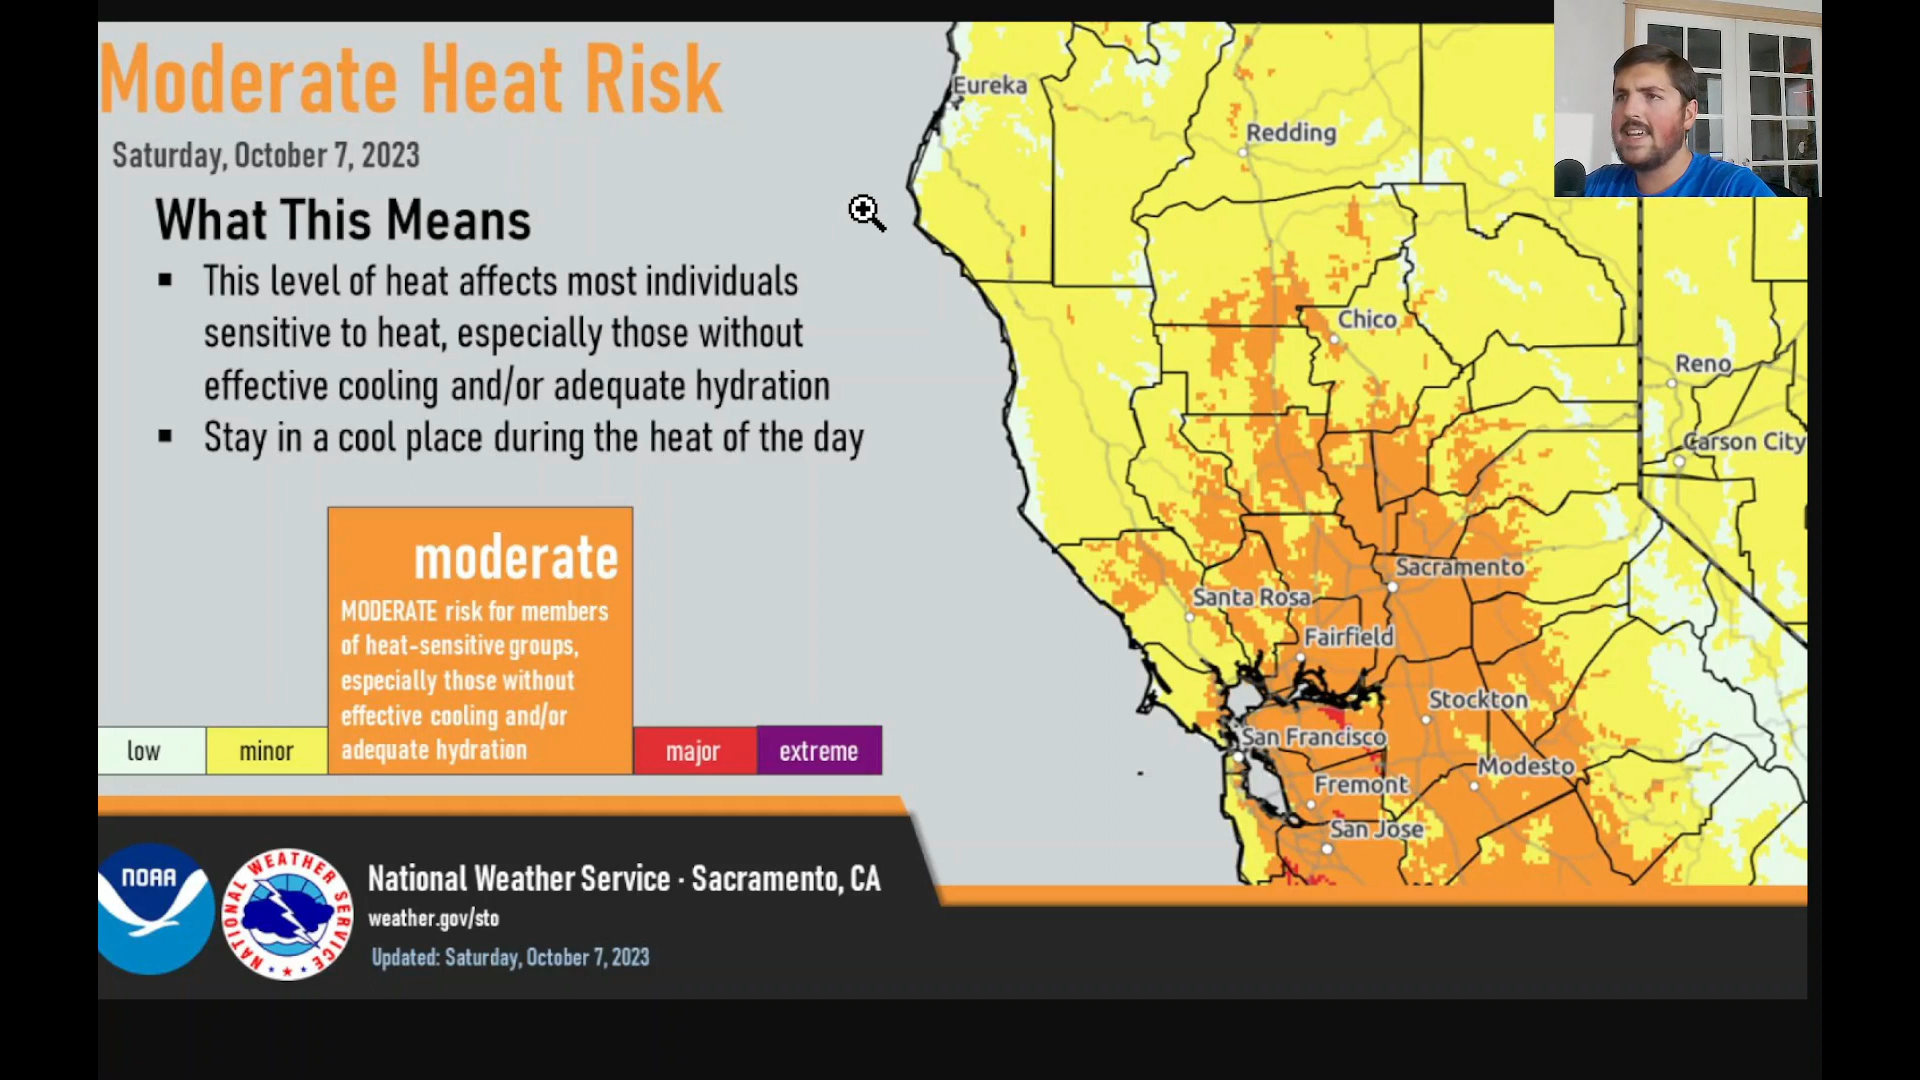 Moderate Heat Risk
Saturday, October 7, 2023
What This Means
This level of heat affects most individuals
sensitive to heat, especially those without
effective cooling and/or adequate hydration
Stay in a cool place during the heat of the day
moderate
MODERATE risk for members
of heat-sensitive groups,
especially those without
effective cooling and/or
adequate hydration
low
minor
major
extreme
NOAA
NATIONAL WEATHER SERVICE
National Weather Service · Sacramento, CA
weather.gov/sto
Updated: Saturday, October 7, 2023
Eureka
Redding
Chico
Reno
Carson City
Sacramento
Santa Rosa
Fairfield
Stockton
San Francisco
Modesto
Fremont
San Jose